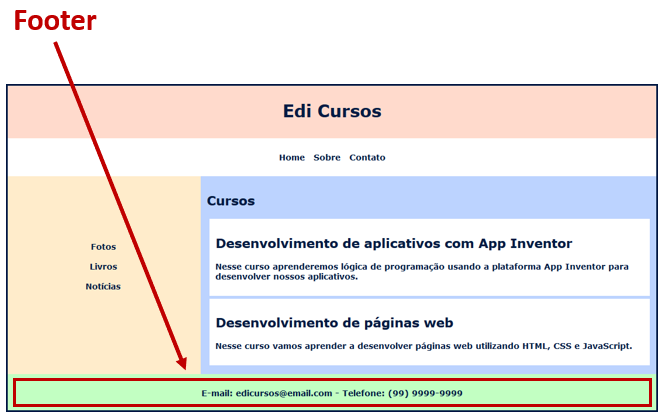 Footer
Edi Cursos
Home Sobre Contato
Fotos
Livros
Notícias
Cursos
Desenvolvimento de aplicativos com App Inventor
Nesse curso aprenderemos lógica de programação usando a plataforma App Inventor para
desenvolver nossos aplicativos.
Desenvolvimento de páginas web
Nesse curso vamos aprender a desenvolver páginas web utilizando HTML, CSS e JavaScript.
E-mail: edicursos@email.com - Telefone: (99) 9999-9999